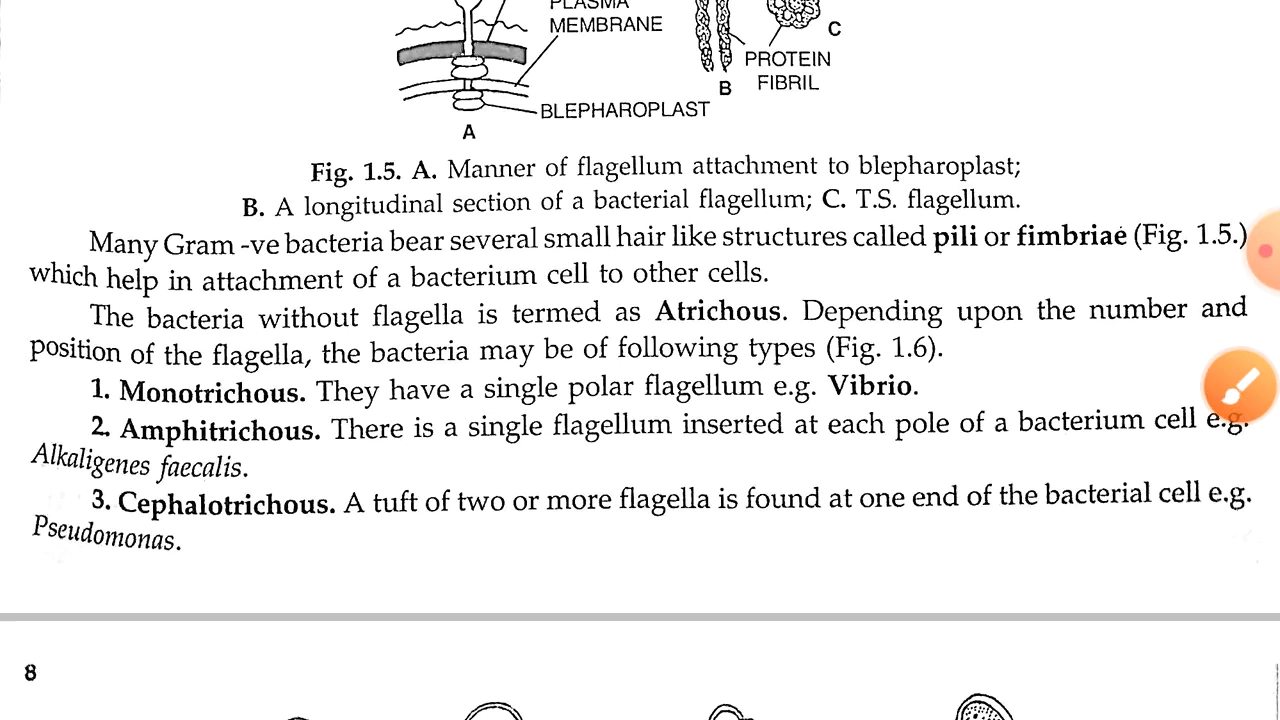 PLASMA
MEMBRANE
C
PROTEIN
FIBRIL
B
BLEPHAROPLAST
A
Fig. 1.5. A. Manner of flagellum attachment to blepharoplast;
B. A longitudinal section of a bacterial flagellum; C. T.S. flagellum.
Many Gram -ve bacteria bear several small hair like structures called pili or fimbriae (Fig. 1.5.)
which help in attachment of a bacterium cell to other cells.
The bacteria without flagella is termed as Atrichous. Depending upon the number and
position of the flagella, the bacteria may be of following types (Fig. 1.6).
1. Monotrichous. They have a single polar flagellum e.g. Vibrio.
2. Amphitrichous. There is a single flagellum inserted at each pole of a bacterium cell e.g.
Alkaligenes faecalis.
3. Cephalotrichous. A tuft of two or more flagella is found at one end of the bacterial cell e.g.
Pseudomonas.
8